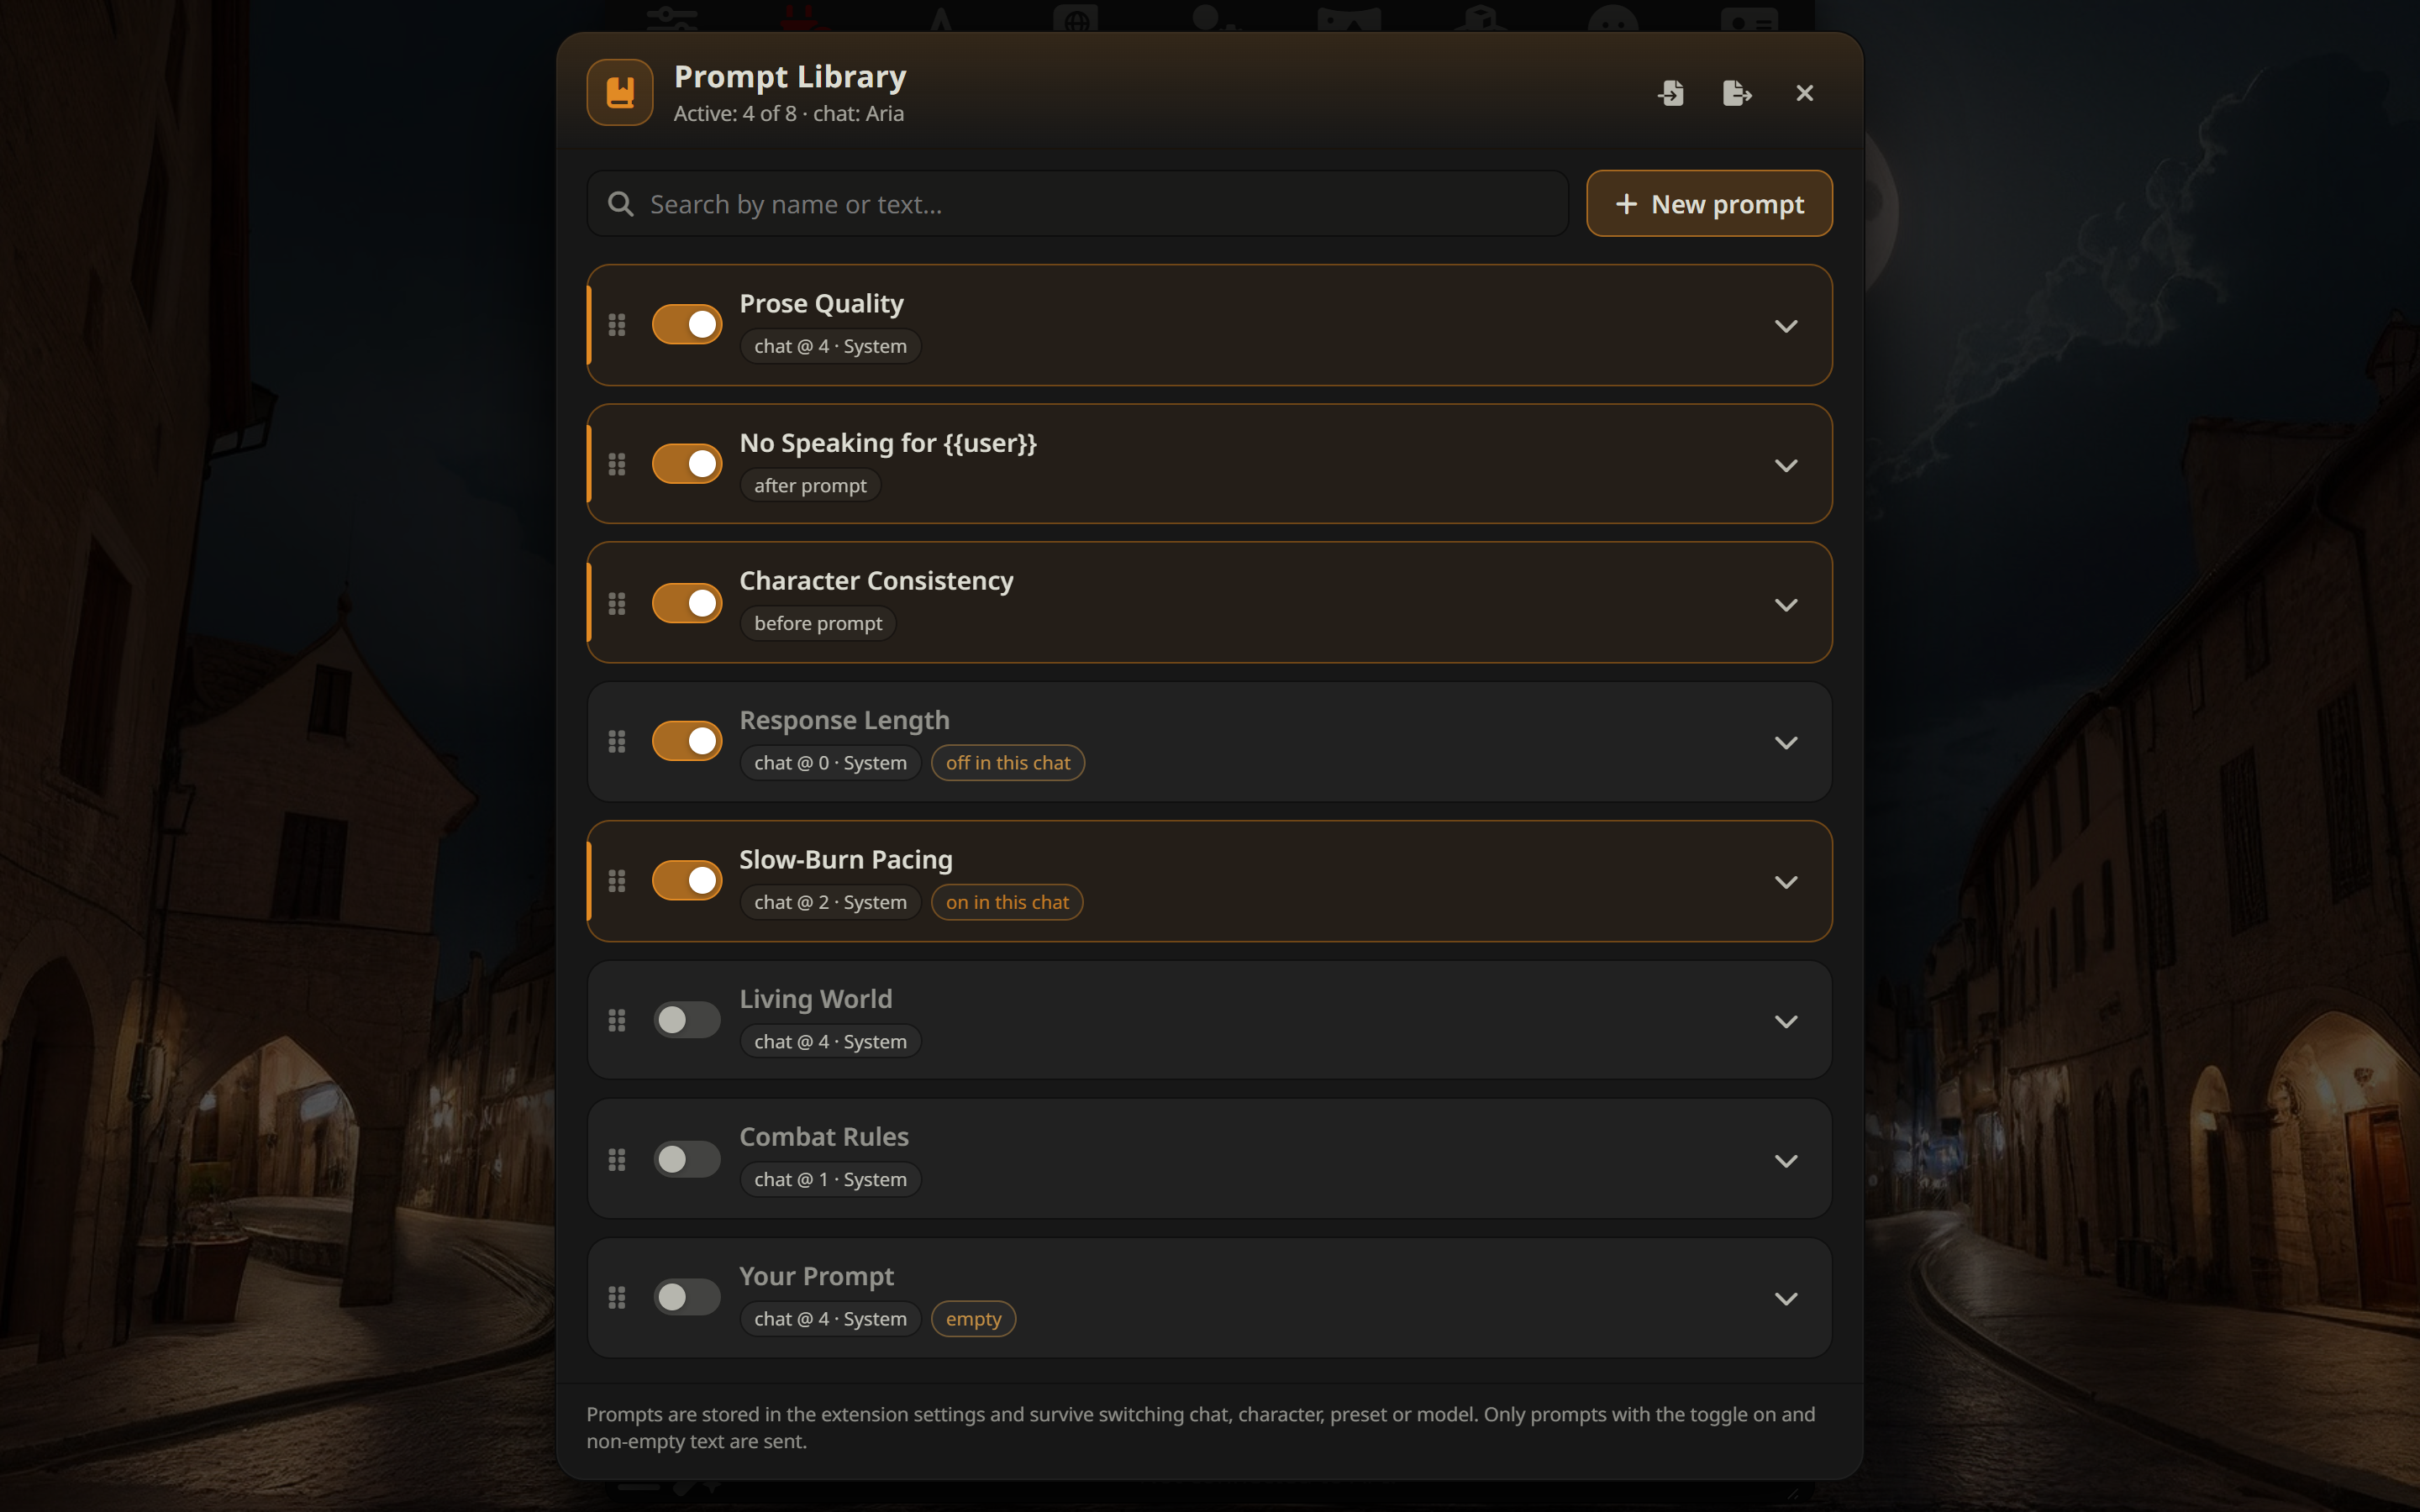 Prompt Library
Active: 4 of 8 · chat: Aria
Search by name or text...
New prompt
Prose Quality
chat @ 4 · System
No Speaking for {{user}}
after prompt
Character Consistency
before prompt
Response Length
chat @ 0 · System
off in this chat
Slow-Burn Pacing
chat @ 2 · System
on in this chat
Living World
chat @ 4 · System
Combat Rules
chat @ 1 · System
Your Prompt
chat @ 4 · System
empty
Prompts are stored in the extension settings and survive switching chat, character, preset or model. Only prompts with the toggle on and
non-empty text are sent.